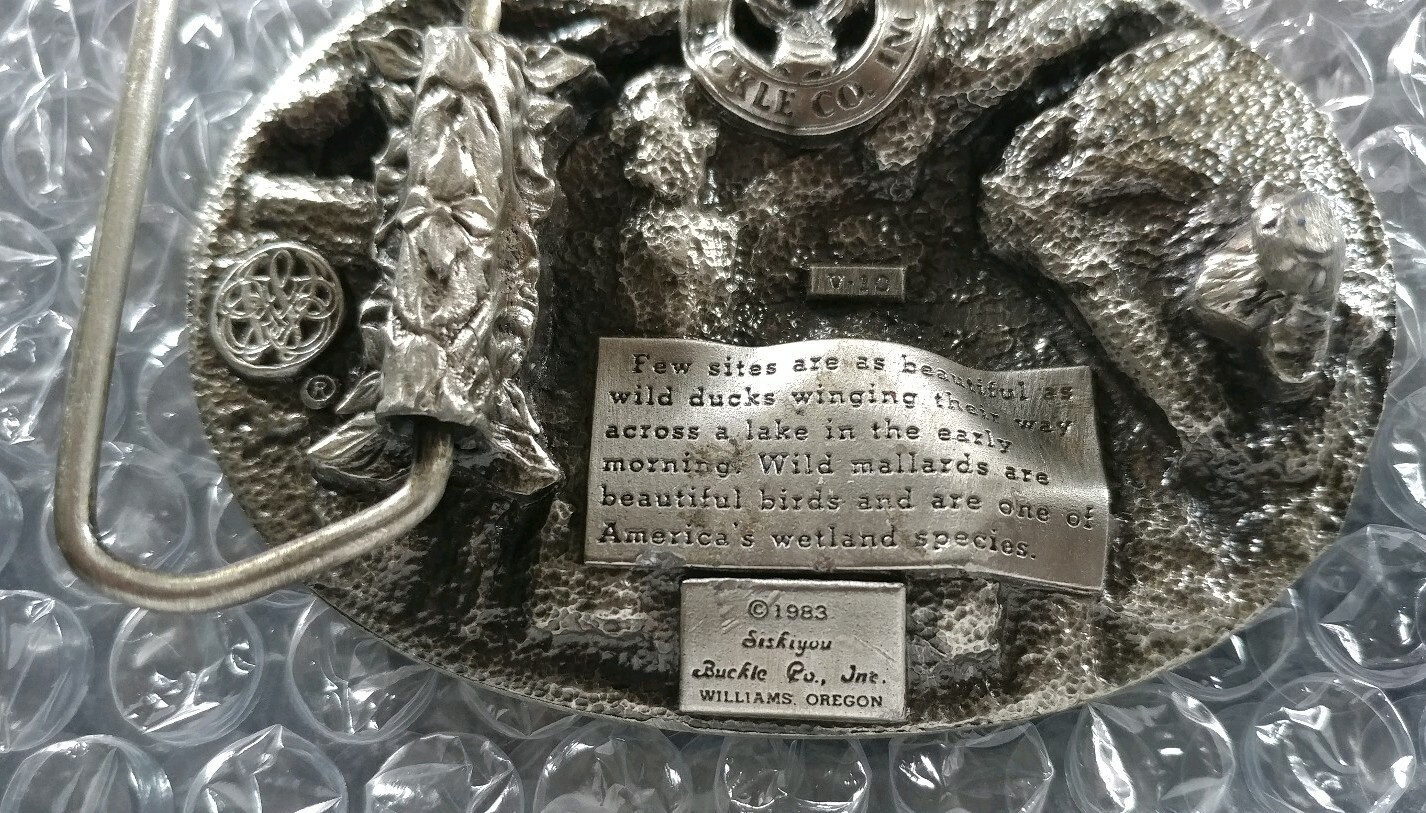 CKLE CO. INC
V-10
®
Few sites are as beautiful as
wild ducks winging their way
across a lake in the early
morning. Wild mallards are
beautiful birds and are one of
America's wetland species.
©1983
Siskiyou
Buckle Co., Inc.
WILLIAMS, OREGON